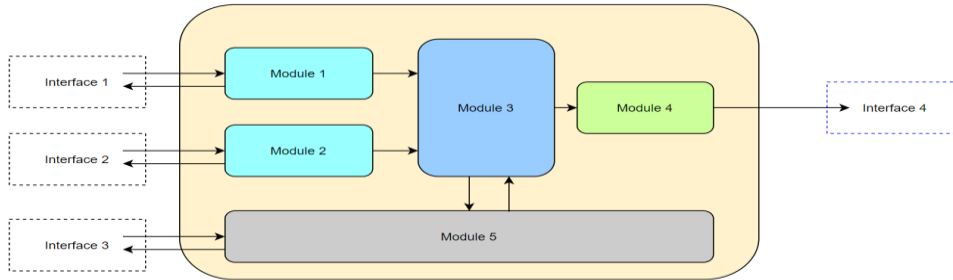 Interface 1
Module 1
Module 3
Module 4
Interface 4
Interface 2
Module 2
Interface 3
Module 5